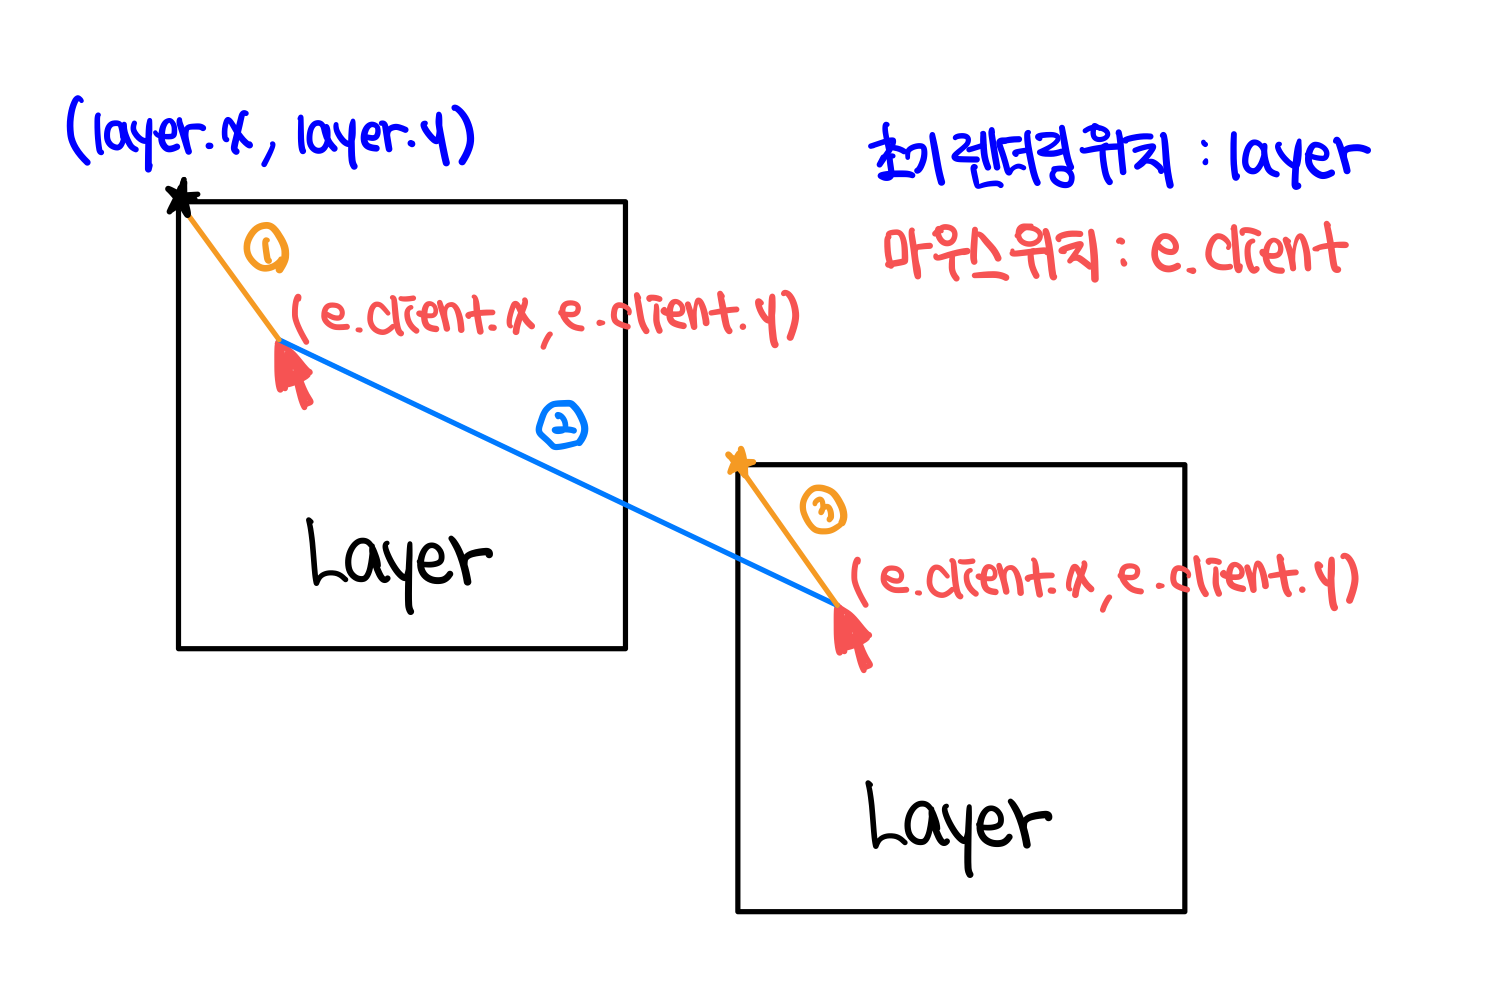 (layer.x, layer.y)
초기 렌더링 위치 : layer
마우스 위치 : e.client
①
( e.client.x, e.client.y)
②
③
Layer
( e.client.x, e.client.y)
Layer